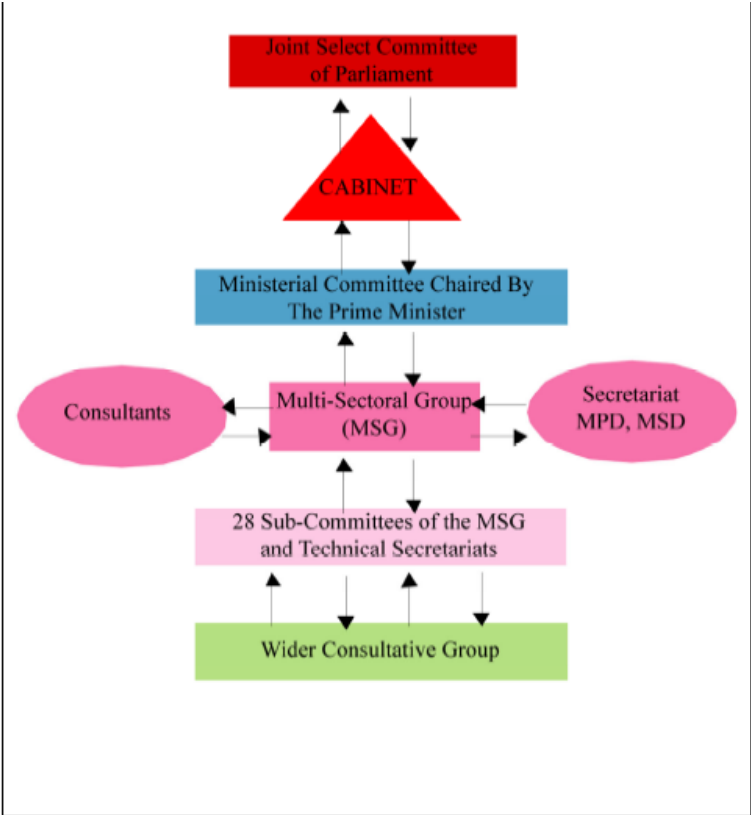 Joint Select Committee
of Parliament
CABINET
Ministerial Committee Chaired By
The Prime Minister
Consultants
Multi-Sectoral Group
(MSG)
Secretariat
MPD, MSD
28 Sub-Committees of the MSG
and Technical Secretariats
Wider Consultative Group